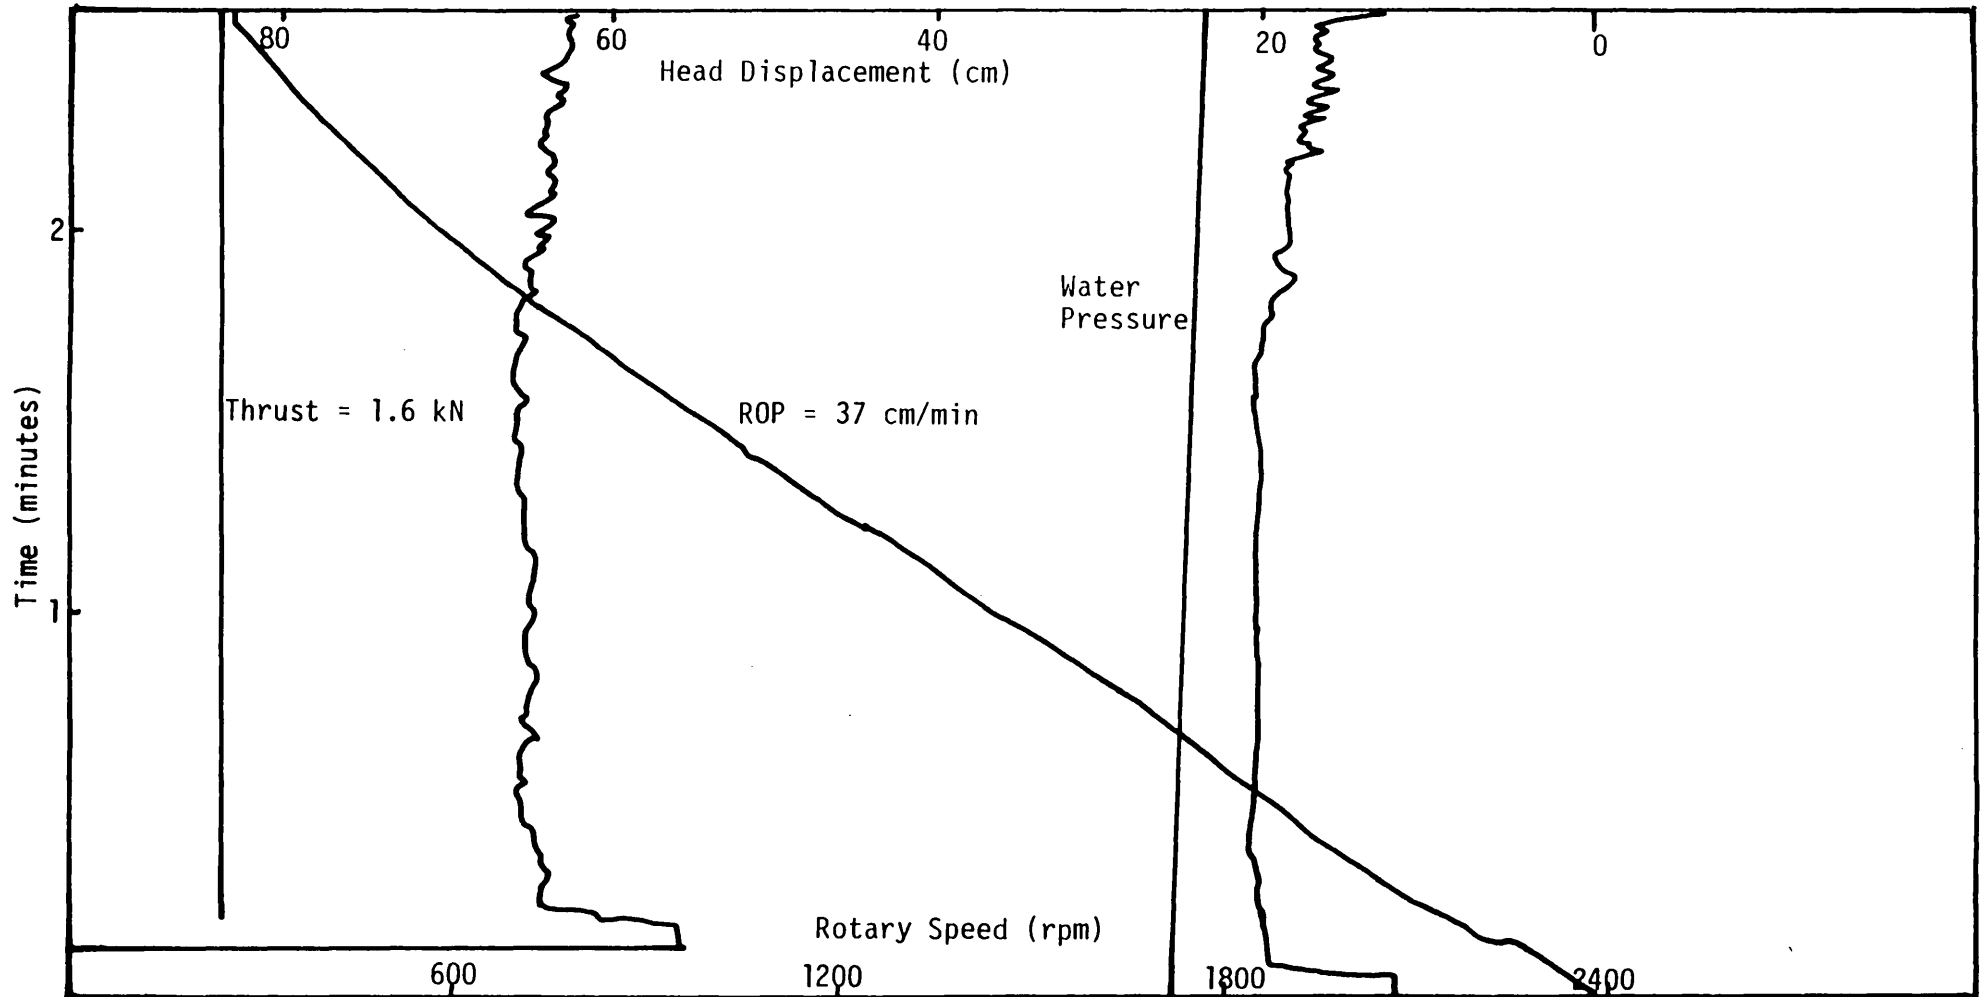 80 60 40 20 0
Head Displacement (cm)
2
Water
Pressure
Thrust = 1.6 kN
ROP = 37 cm/min
Time (minutes)
1
Rotary Speed (rpm)
600 1200 1800 2400